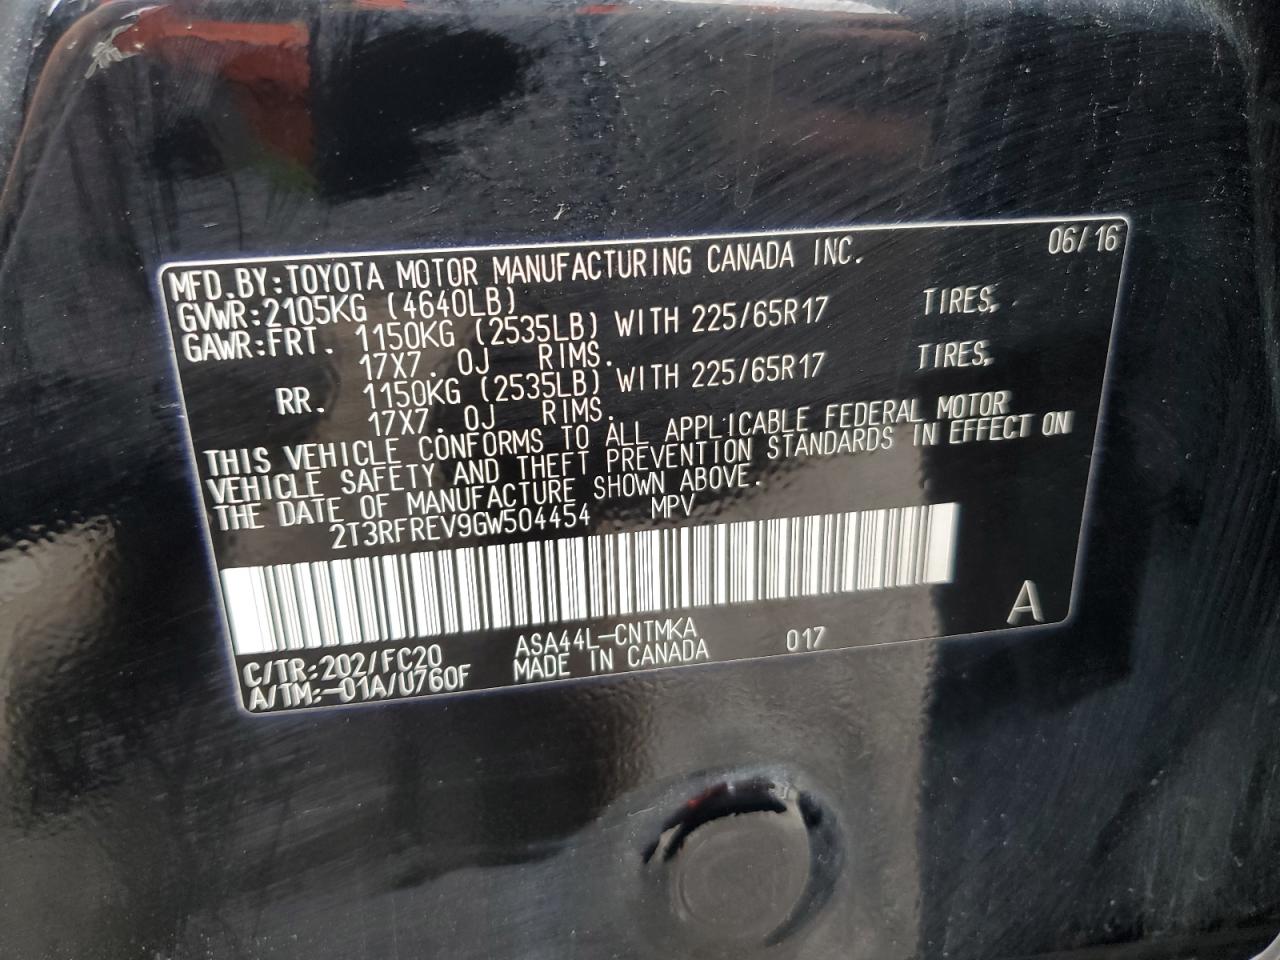 06/16
MFD.BY:TOYOTA MOTOR MANUFACTURING CANADA INC.
GVWR:2105KG (4640LB)
GAWR:FRT. 1150KG (2535LB) WITH 225/65R17 TIRES,
17X7.0J RIMS.
RR. 1150KG (2535LB) WITH 225/65R17 TIRES,
17X7.0J RIMS.
THIS VEHICLE CONFORMS TO ALL APPLICABLE FEDERAL MOTOR
VEHICLE SAFETY AND THEFT PREVENTION STANDARDS IN EFFECT ON
THE DATE OF MANUFACTURE SHOWN ABOVE.
2T3RFREV9GW504454 MPV
A
C/TR:202/FC20 ASA44L-CNTMKA 017
A/TM:-01A/U760F MADE IN CANADA